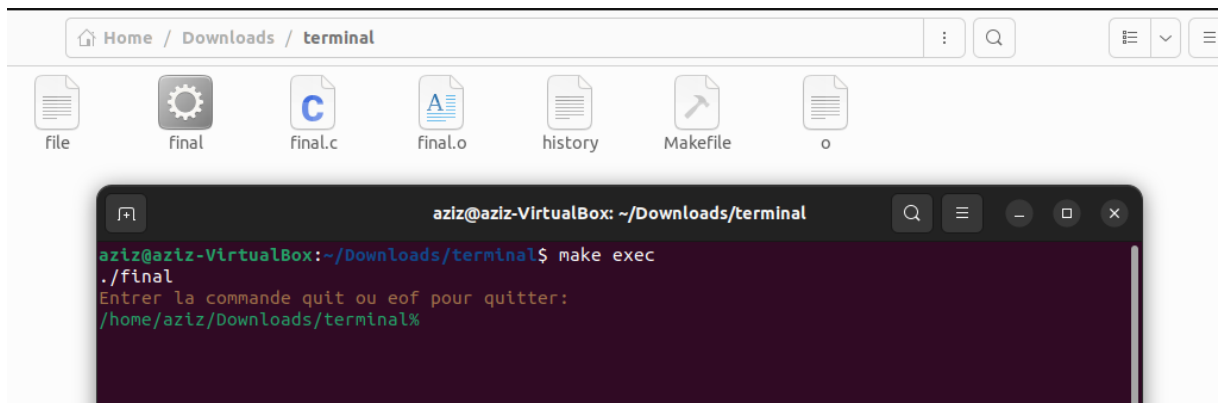 Home / Downloads / terminal
file
final
final.c
final.o
history
Makefile
o
aziz@aziz-VirtualBox: ~/Downloads/terminal
aziz@aziz-VirtualBox:~/Downloads/terminal$ make exec
./final
Entrer la commande quit ou eof pour quitter:
/home/aziz/Downloads/terminal%